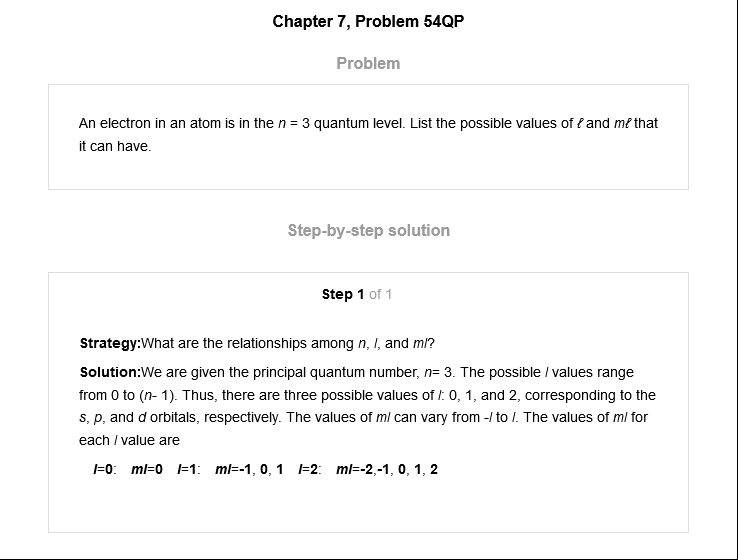 Chapter 7, Problem 54QP
Problem
An electron in an atom is in the n = 3 quantum level. List the possible values of ℓ and mℓ that
it can have.
Step-by-step solution
Step 1 of 1
Strategy:What are the relationships among n, l, and ml?
Solution:We are given the principal quantum number, n= 3. The possible l values range
from 0 to (n- 1). Thus, there are three possible values of l: 0, 1, and 2, corresponding to the
s, p, and d orbitals, respectively. The values of ml can vary from -l to l. The values of ml for
each l value are
l=0: ml=0 l=1: ml=-1, 0, 1 l=2: ml=-2,-1, 0, 1, 2